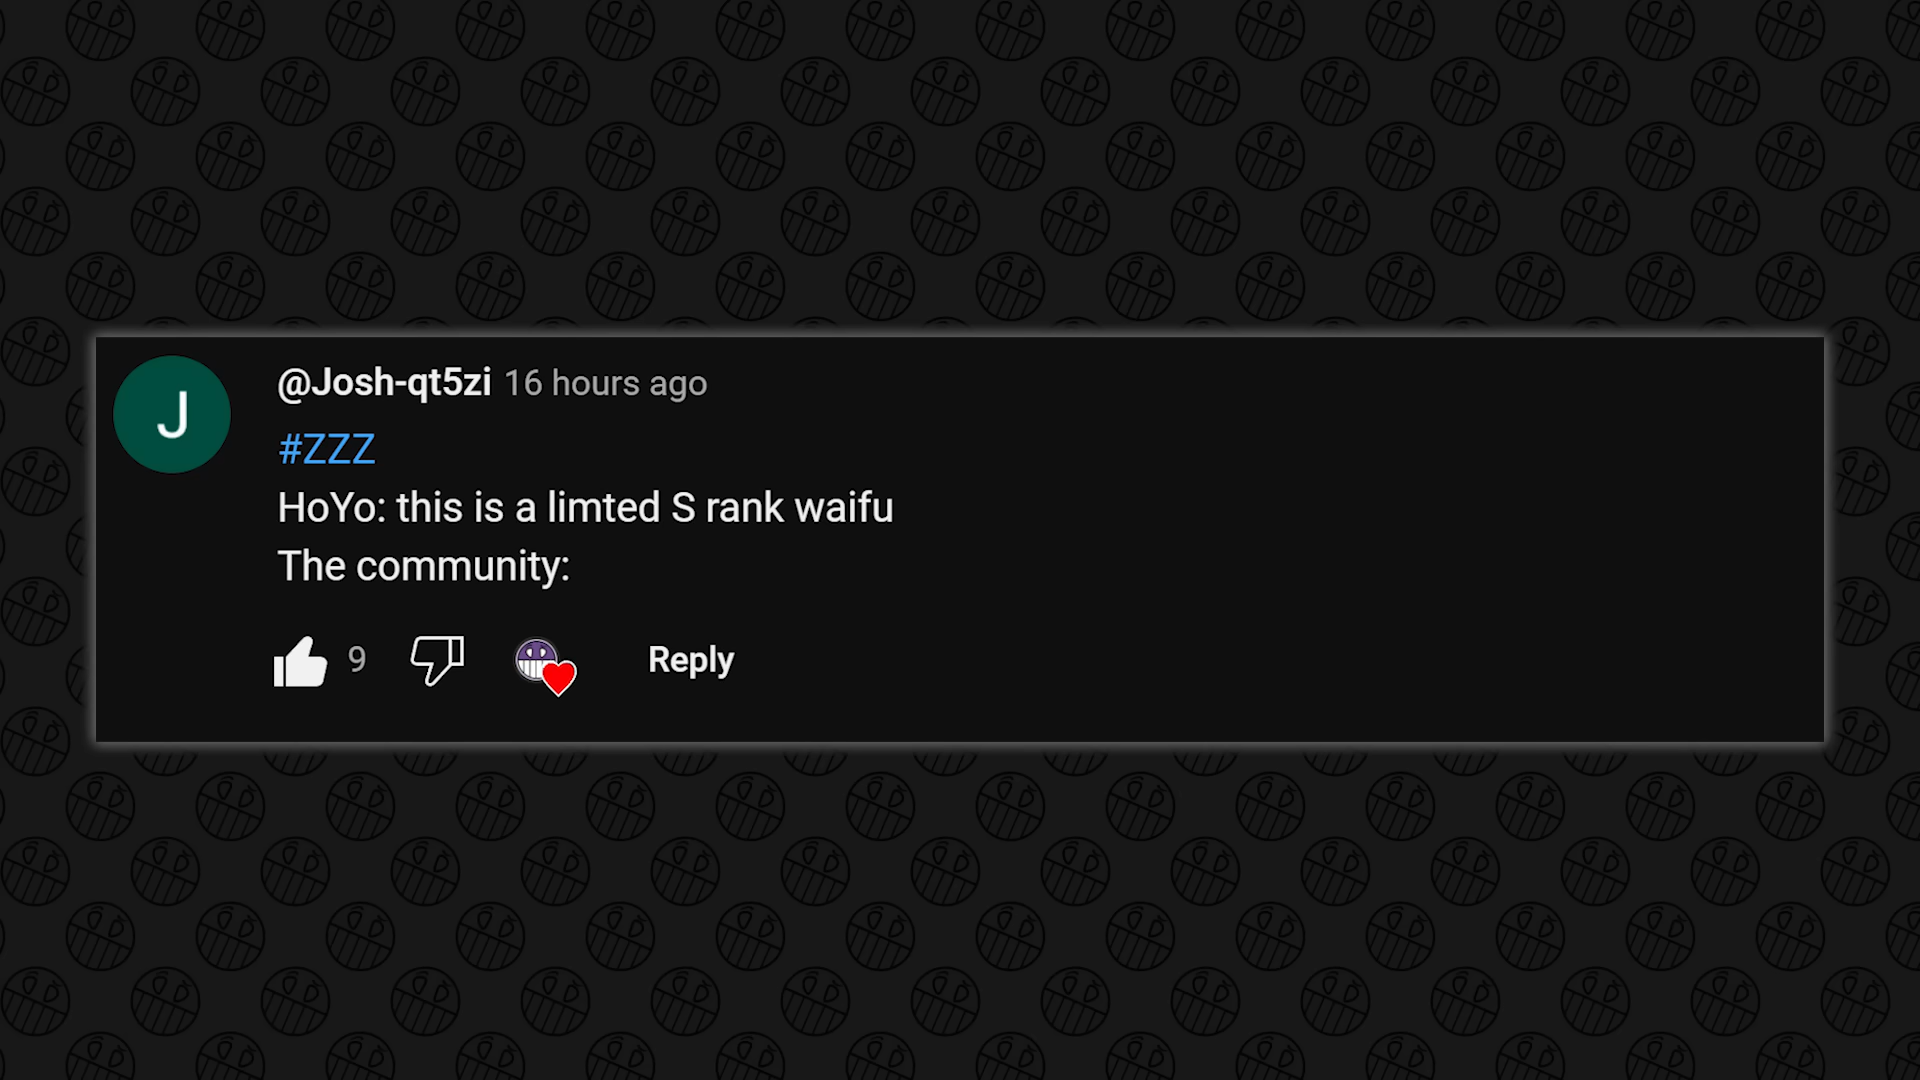 J
@Josh-qt5zi 16 hours ago
#ZZZ
HoYo: this is a limted S rank waifu
The community:
9 Reply